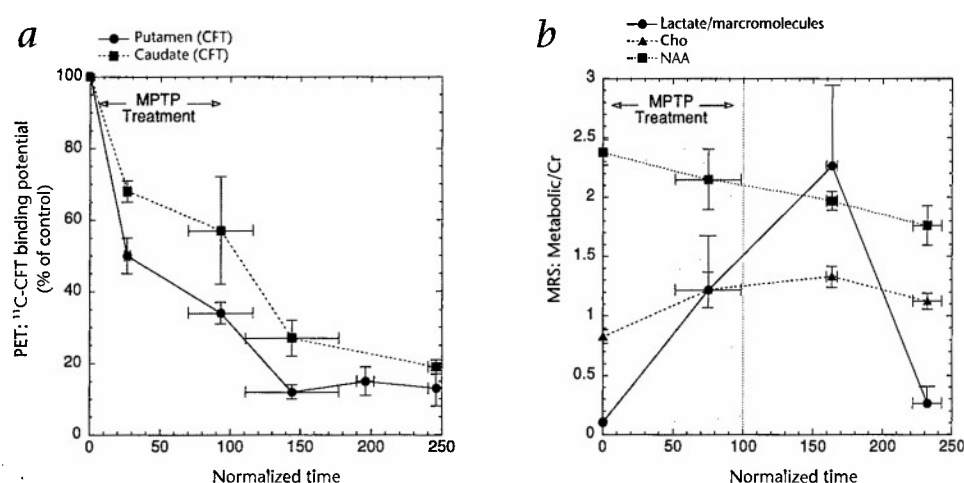 a
Putamen (CFT)
Caudate (CFT)
100
80
60
40
20
0
MPTP
Treatment
PET: ¹¹C-CFT binding potential
(% of control)
0 50 100 150 200 250
Normalized time
b
Lactate/marcromolecules
Cho
NAA
3
2.5
2
1.5
1
0.5
0
MPTP
Treatment
MRS: Metabolic/Cr
0 50 100 150 200 250
Normalized time